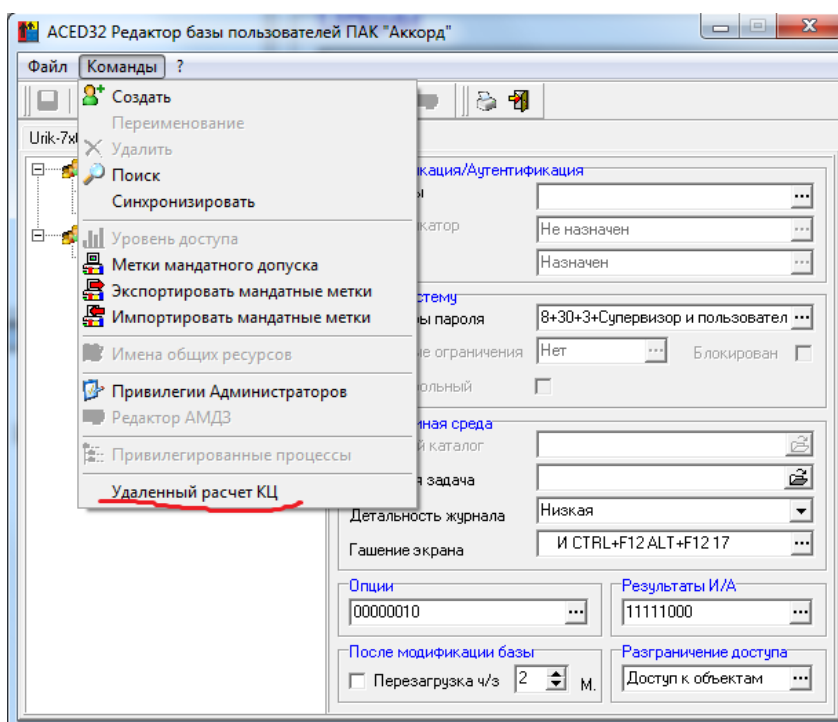 ACED32 Редактор базы пользователей ПАК "Аккорд"
Файл Команды ?
Создать
Переименование
Удалить
Поиск
Синхронизировать
Уровень доступа
Метки мандатного допуска
Экспортировать мандатные метки
Импортировать мандатные метки
Имена общих ресурсов
Привилегии Администраторов
Редактор АМДЗ
Привилегированные процессы
Удаленный расчет КЦ
кация/Аутентификация
катор Не назначен
Назначен
стему
ы пароля 8+30+3+Супервизор и пользовател
ые ограничения Нет Блокирован
ольный
ная среда
й каталог
я задача
Детальность журнала Низкая
Гашение экрана И CTRL+F12 ALT+F12 17
Опции Результаты И/А
00000010 11111000
После модификации базы Разграничение доступа
Перезагрузка ч/з 2 М. Доступ к объектам